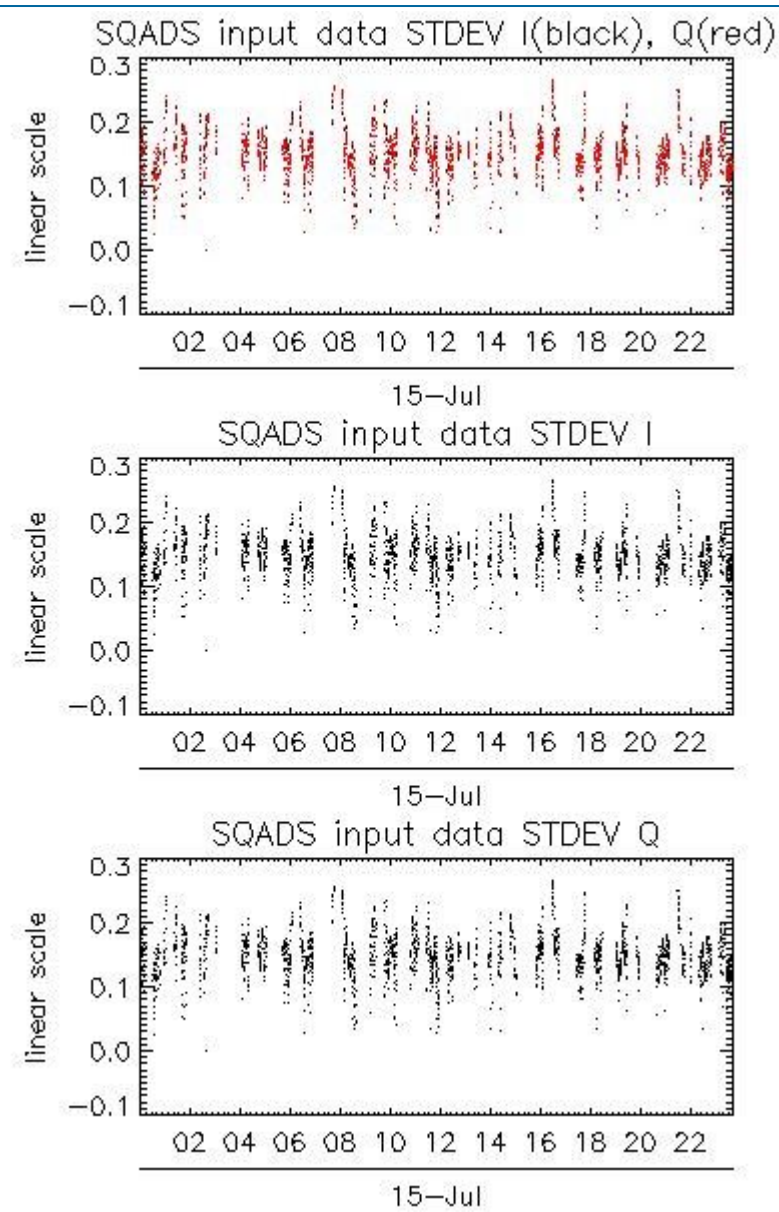 SQADS input data STDEV I(black), Q(red)
0.3
0.2
0.1
0.0
−0.1
linear scale
02 04 06 08 10 12 14 16 18 20 22
15−Jul
SQADS input data STDEV I
0.3
0.2
0.1
0.0
−0.1
linear scale
02 04 06 08 10 12 14 16 18 20 22
15−Jul
SQADS input data STDEV Q
0.3
0.2
0.1
0.0
−0.1
linear scale
02 04 06 08 10 12 14 16 18 20 22
15−Jul